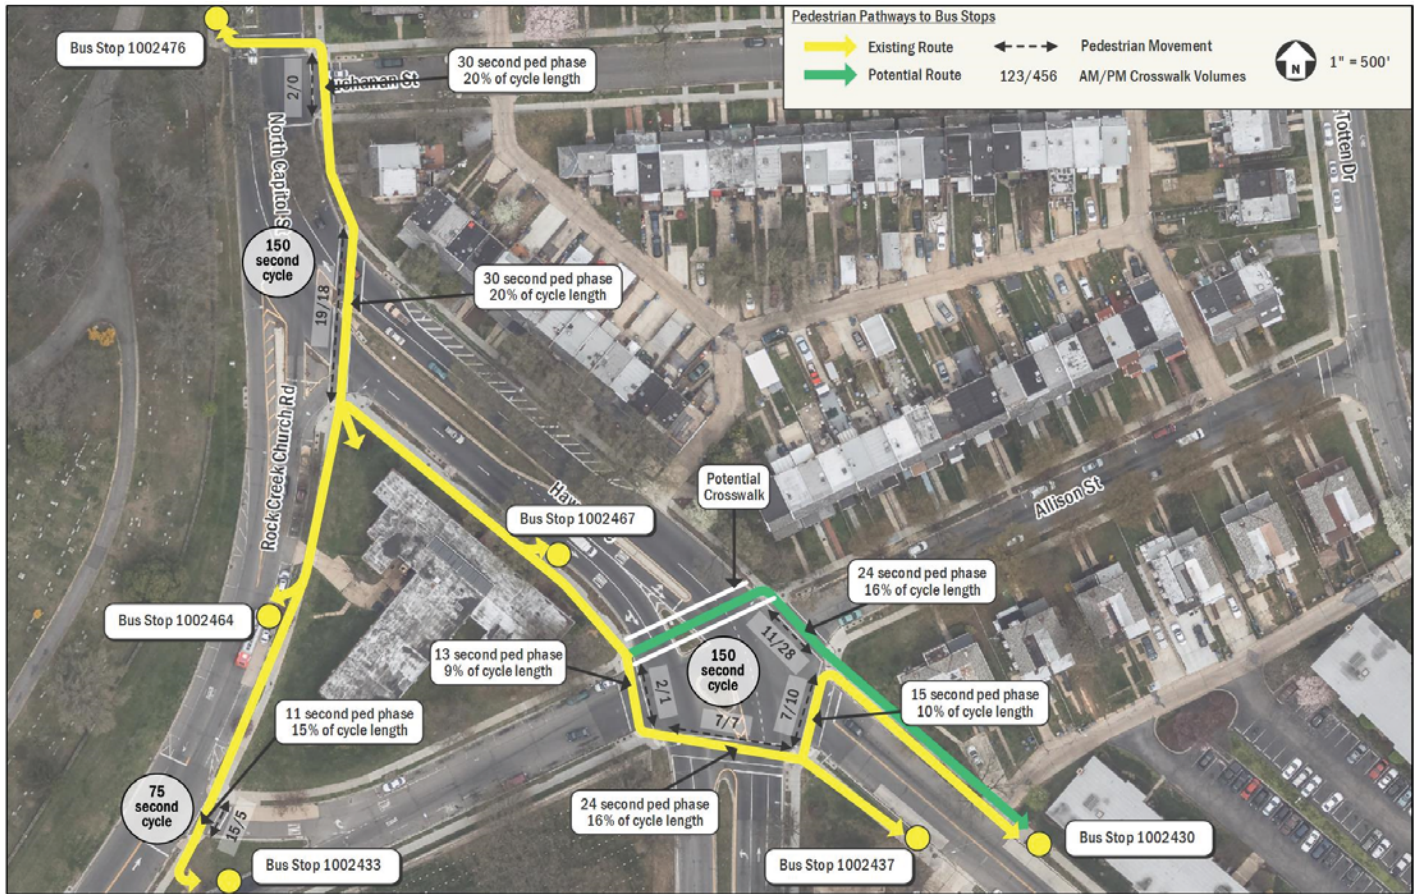 Pedestrian Pathways to Bus Stops
Existing Route
Pedestrian Movement
Potential Route
123/456
AM/PM Crosswalk Volumes
N
1" = 500'
Bus Stop 1002476
30 second ped phase
20% of cycle length
2/0
chanan St
North Capitol St
Totten Dr
150
second
cycle
30 second ped phase
20% of cycle length
19/18
Rock Creek Church Rd
Potential
Crosswalk
Allison St
Bus Stop 1002467
24 second ped phase
16% of cycle length
Bus Stop 1002464
13 second ped phase
9% of cycle length
11/28
150
second
cycle
2/1
7/7
7/10
15 second ped phase
10% of cycle length
11 second ped phase
15% of cycle length
75
second
cycle
15/5
24 second ped phase
16% of cycle length
Bus Stop 1002433
Bus Stop 1002437
Bus Stop 1002430